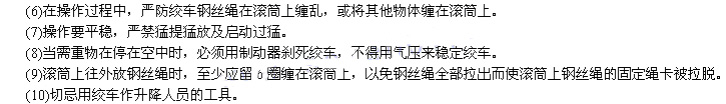 (6)在操作过程中，严防绞车钢丝绳在滚筒上缠乱，或将其他物体缠在滚筒上。
(7)操作要平稳，严禁猛提猛放及启动过猛。
(8)当需重物在停在空中时，必须用制动器刹死绞车，不得用气压来稳定绞车。
(9)滚筒上往外放钢丝绳时，至少应留 6 圈缠在滚筒上，以免钢丝绳全部拉出而使滚筒上钢丝绳的固定绳卡被拉脱。
(10)切忌用绞车作升降人员的工具。